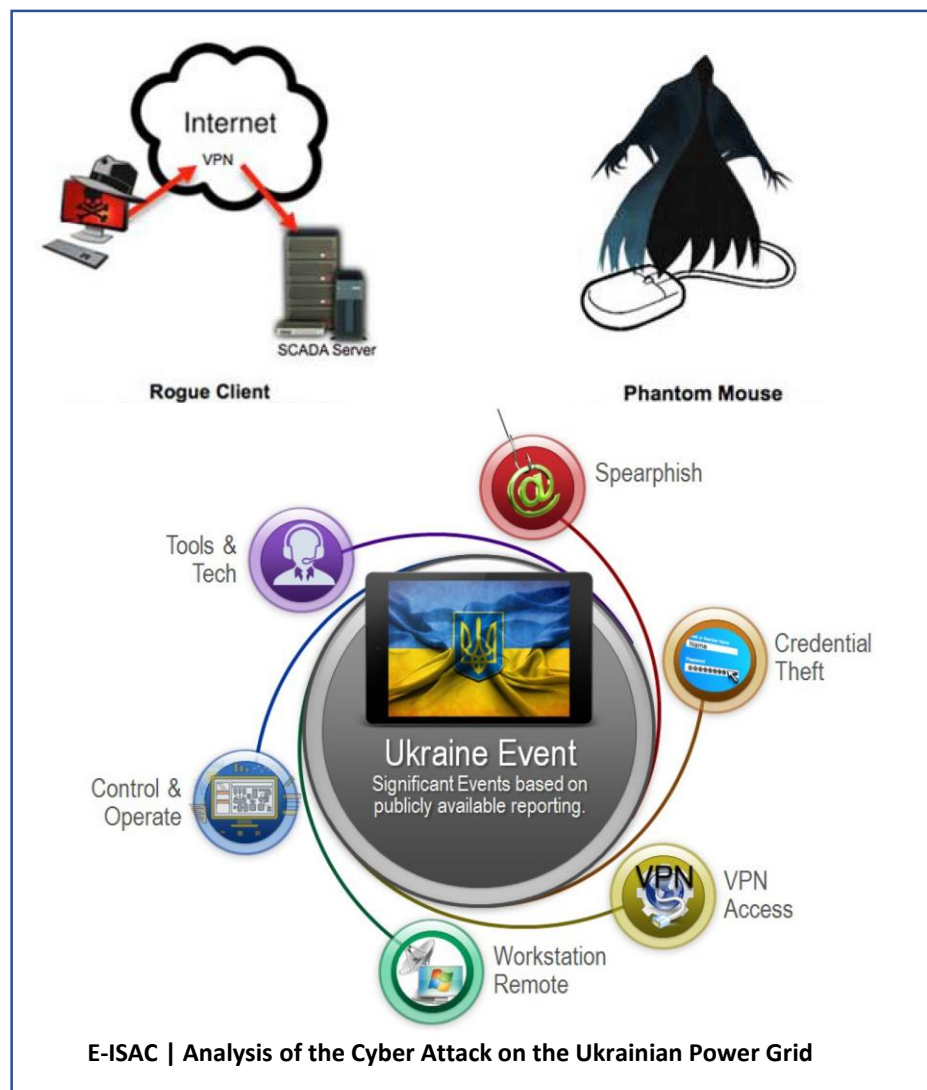 Internet
VPN
SCADA Server
Rogue Client
Phantom Mouse
Spearphish
Tools &
Tech
Name
Password
Credential
Theft
Ukraine Event
Significant Events based on
publicly available reporting.
Control &
Operate
VPN
VPN
Access
Workstation
Remote
E-ISAC | Analysis of the Cyber Attack on the Ukrainian Power Grid